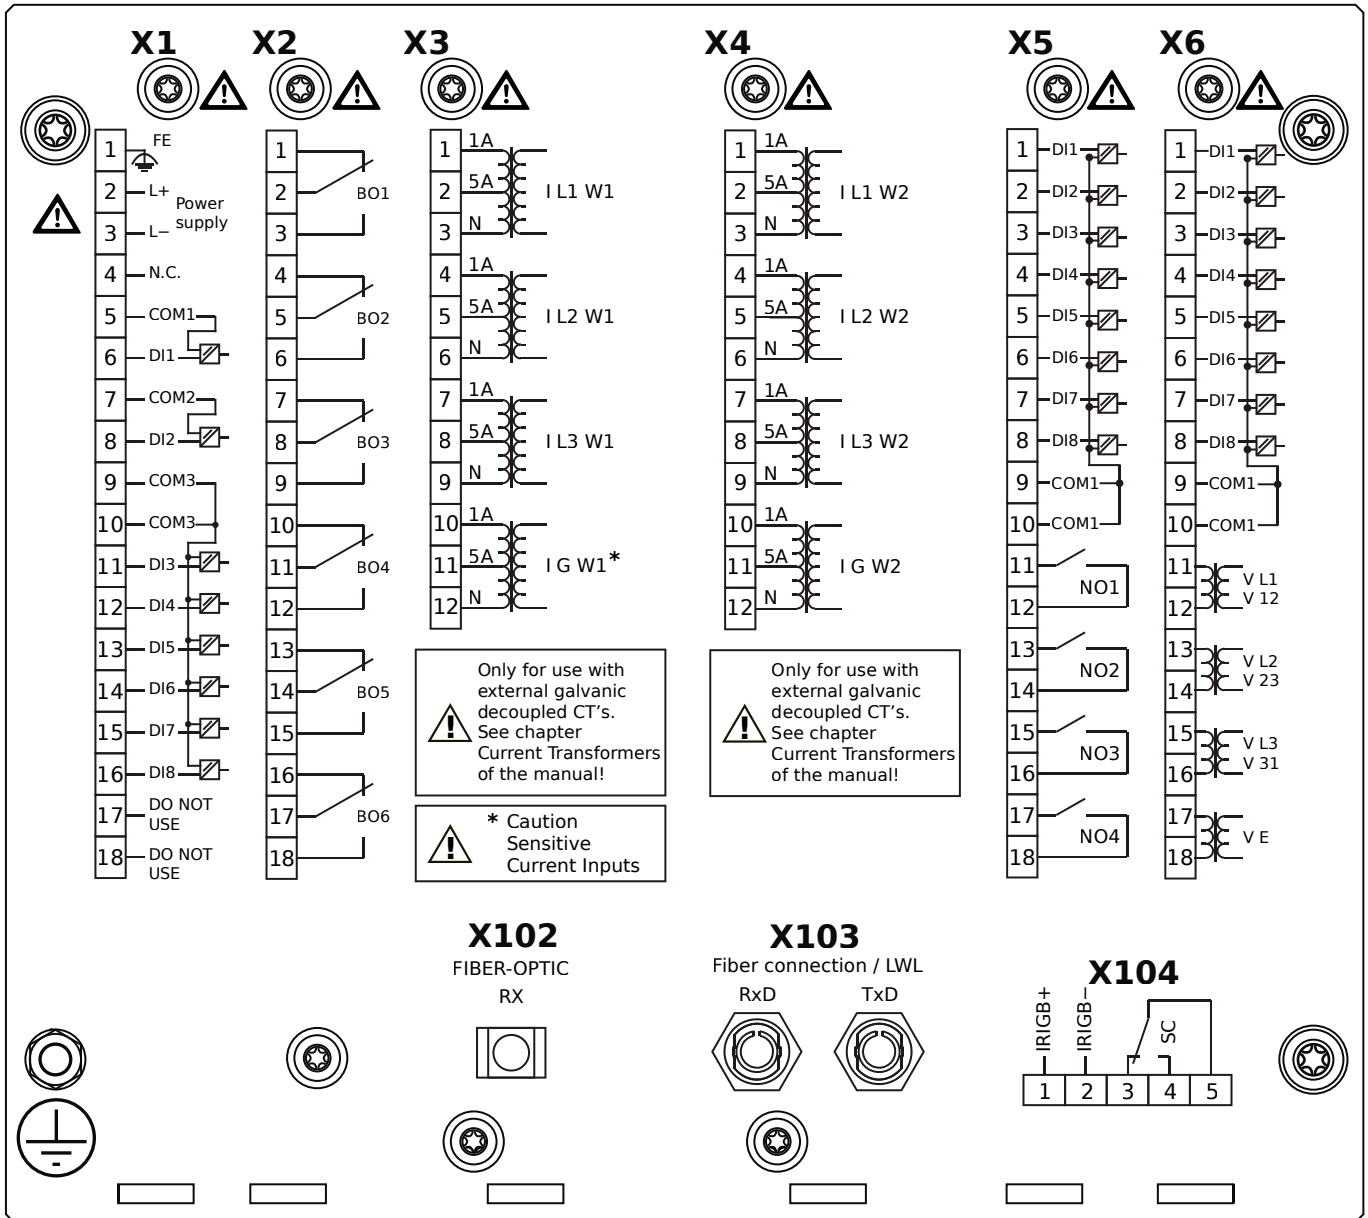 X1
X2
X3
X4
X5
X6
1 FE
2 L+ Power
supply
3 L−
4 N.C.
5 COM1
6 DI1
7 COM2
8 DI2
9 COM3
10 COM3
11 DI3
12 DI4
13 DI5
14 DI6
15 DI7
16 DI8
17 DO NOT
USE
18 DO NOT
USE
1
2 BO1
3
4
5 BO2
6
7
8 BO3
9
10
11 BO4
12
13
14 BO5
15
16
17 BO6
18
1 1A
2 5A I L1 W1
3 N
4 1A
5 5A I L2 W1
6 N
7 1A
8 5A I L3 W1
9 N
10 1A
11 5A I G W1*
12 N
Only for use with
external galvanic
decoupled CT's.
See chapter
Current Transformers
of the manual!
* Caution
Sensitive
Current Inputs
1 1A
2 5A I L1 W2
3 N
4 1A
5 5A I L2 W2
6 N
7 1A
8 5A I L3 W2
9 N
10 1A
11 5A I G W2
12 N
Only for use with
external galvanic
decoupled CT's.
See chapter
Current Transformers
of the manual!
1 DI1
2 DI2
3 DI3
4 DI4
5 DI5
6 DI6
7 DI7
8 DI8
9 COM1
10 COM1
11
NO1
12
13
NO2
14
15
NO3
16
17
NO4
18
1 DI1
2 DI2
3 DI3
4 DI4
5 DI5
6 DI6
7 DI7
8 DI8
9 COM1
10 COM1
11
V L1
V 12
12
13
V L2
V 23
14
15
V L3
V 31
16
17
V E
18
X102
FIBER-OPTIC
RX
X103
Fiber connection / LWL
RxD TxD
X104
IRIGB+
IRIGB−
SC
1 2 3 4 5